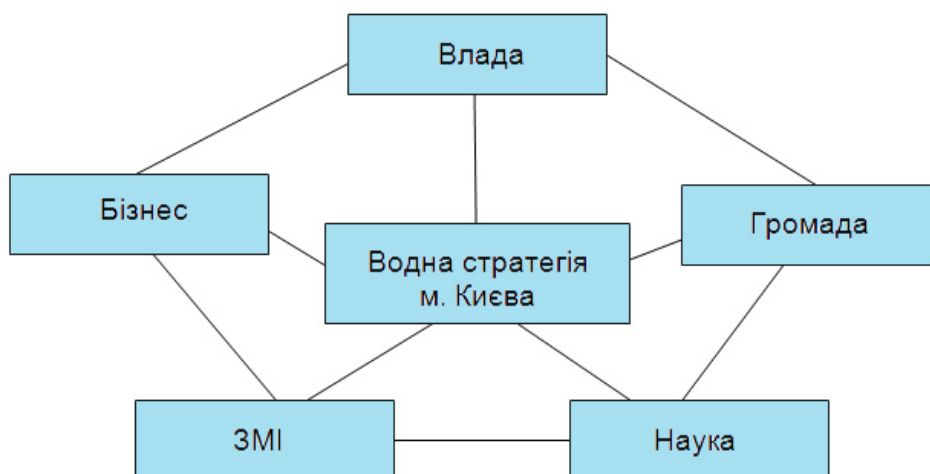 Влада
Бізнес
Громада
Водна стратегія
м. Києва
ЗМІ
Наука